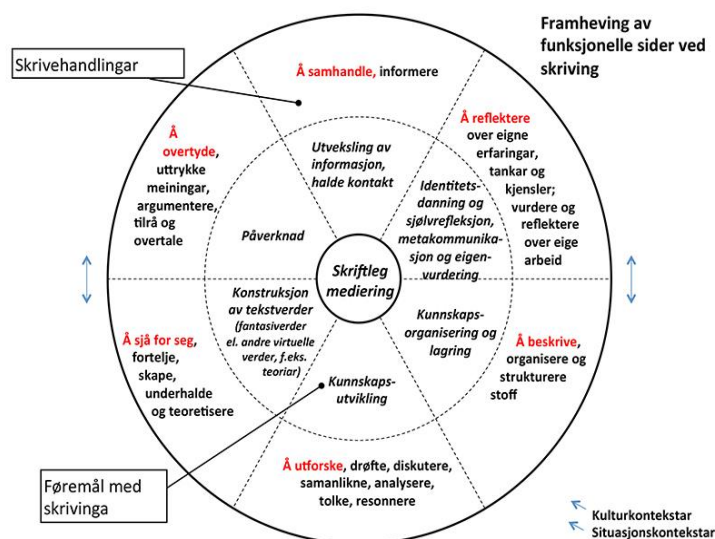 Framheving av
funksjonelle sider ved
skriving
Skrivehandlingar
Å samhandle, informere
Å reflektere
over eigne
erfaringar,
tankar og
kjensler;
vurdere og
reflektere
over eige
arbeid
Å
overtyde,
uttrykke
meiningar,
argumentere,
tilrå og
overtale
Utveksling av
informasjon,
halde kontakt
Identitets-
danning og
sjølvrefleksjon,
metakommunika-
sjon og eigen-
vurdering
Påverknad
Skriftleg
mediering
Konstruksjon
av tekstverder
(fantasiverder
el. andre virtuelle
verder, f.eks.
teoriar)
Kunnskaps-
organisering og
lagring
Kunnskaps-
utvikling
Å sjå for seg,
fortelje,
skape,
underhalde
og teoretisere
Å beskrive,
organisere og
strukturere
stoff
Å utforske, drøfte, diskutere,
samanlikne, analysere,
tolke, resonnere
Føremål med
skrivinga
Kulturkontekstar
Situasjonskontekstar